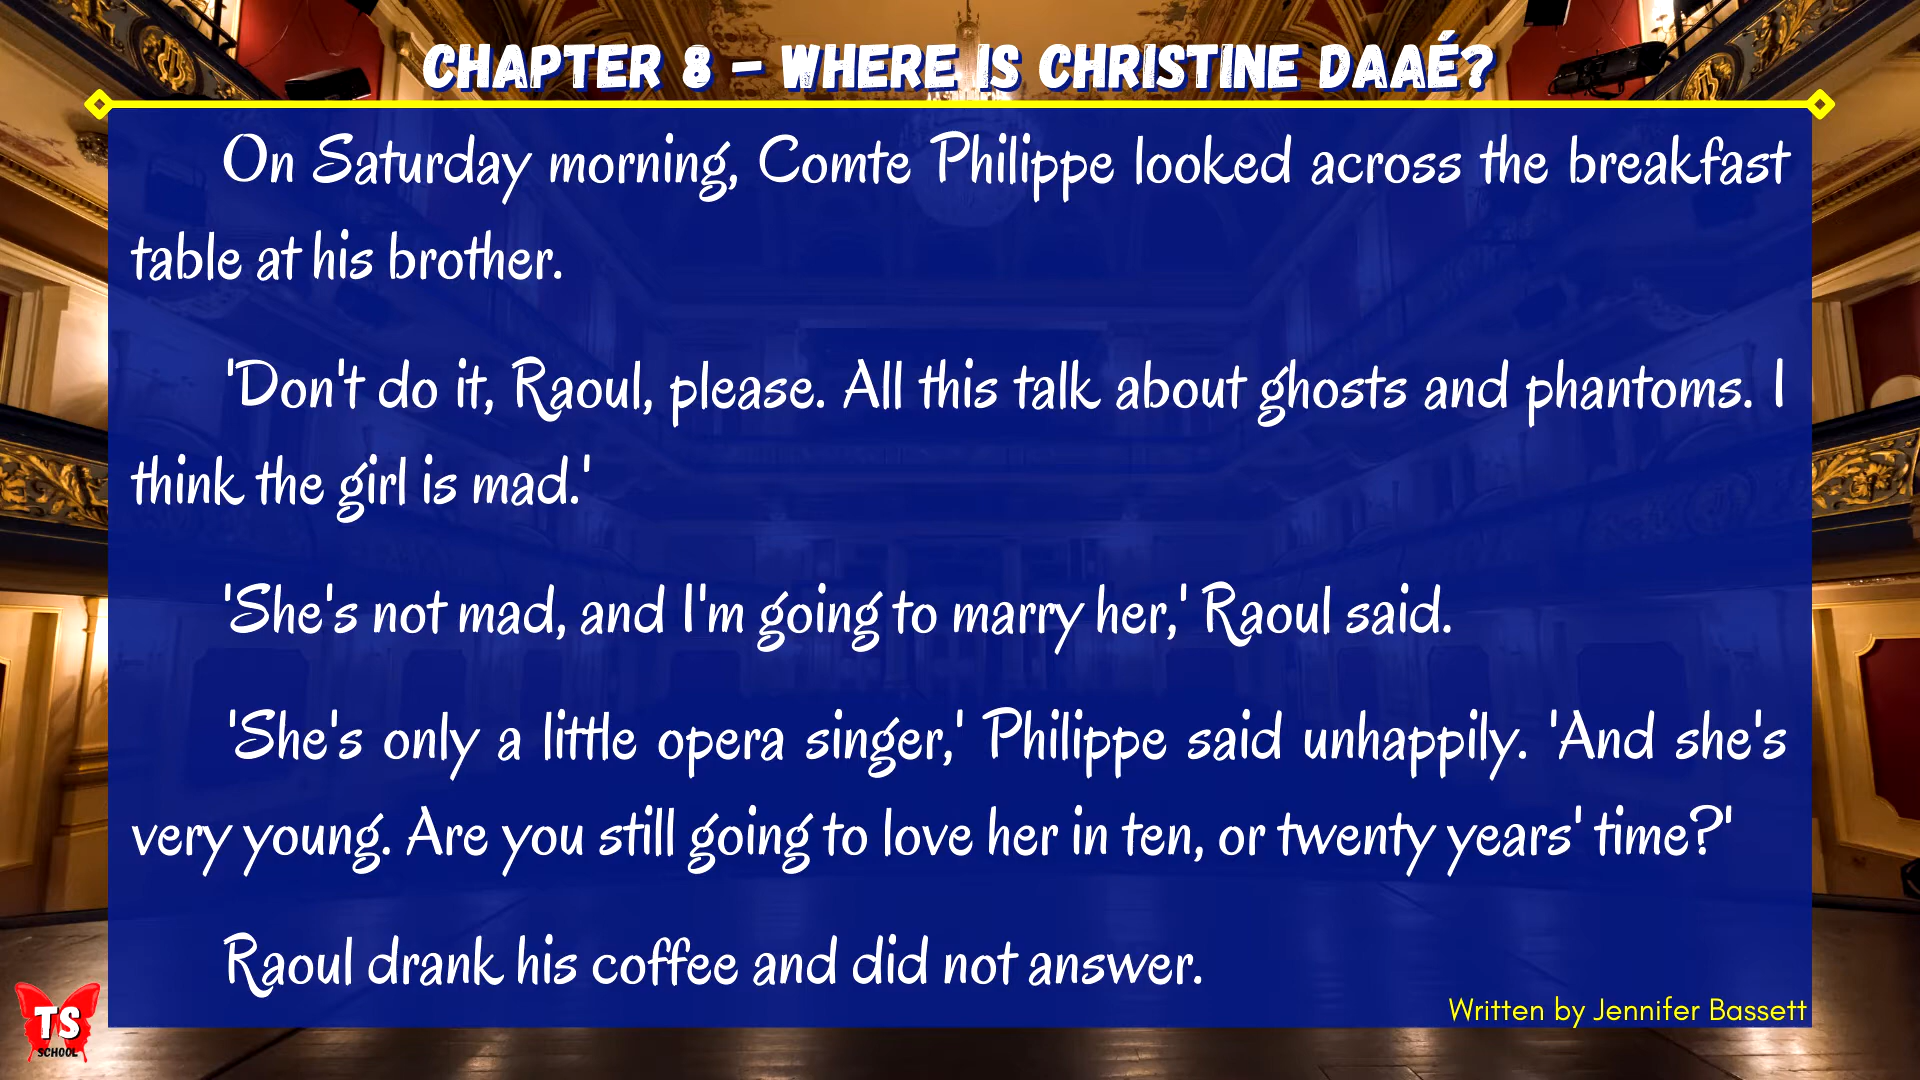 CHAPTER 8 – WHERE IS CHRISTINE DAAÉ?
On Saturday morning, Comte Philippe looked across the breakfast
table at his brother.
'Don't do it, Raoul, please. All this talk about ghosts and phantoms. I
think the girl is mad.'
'She's not mad, and I'm going to marry her,' Raoul said.
'She's only a little opera singer,' Philippe said unhappily. 'And she's
very young. Are you still going to love her in ten, or twenty years' time?'
Raoul drank his coffee and did not answer.
Written by Jennifer Bassett
TS
SCHOOL